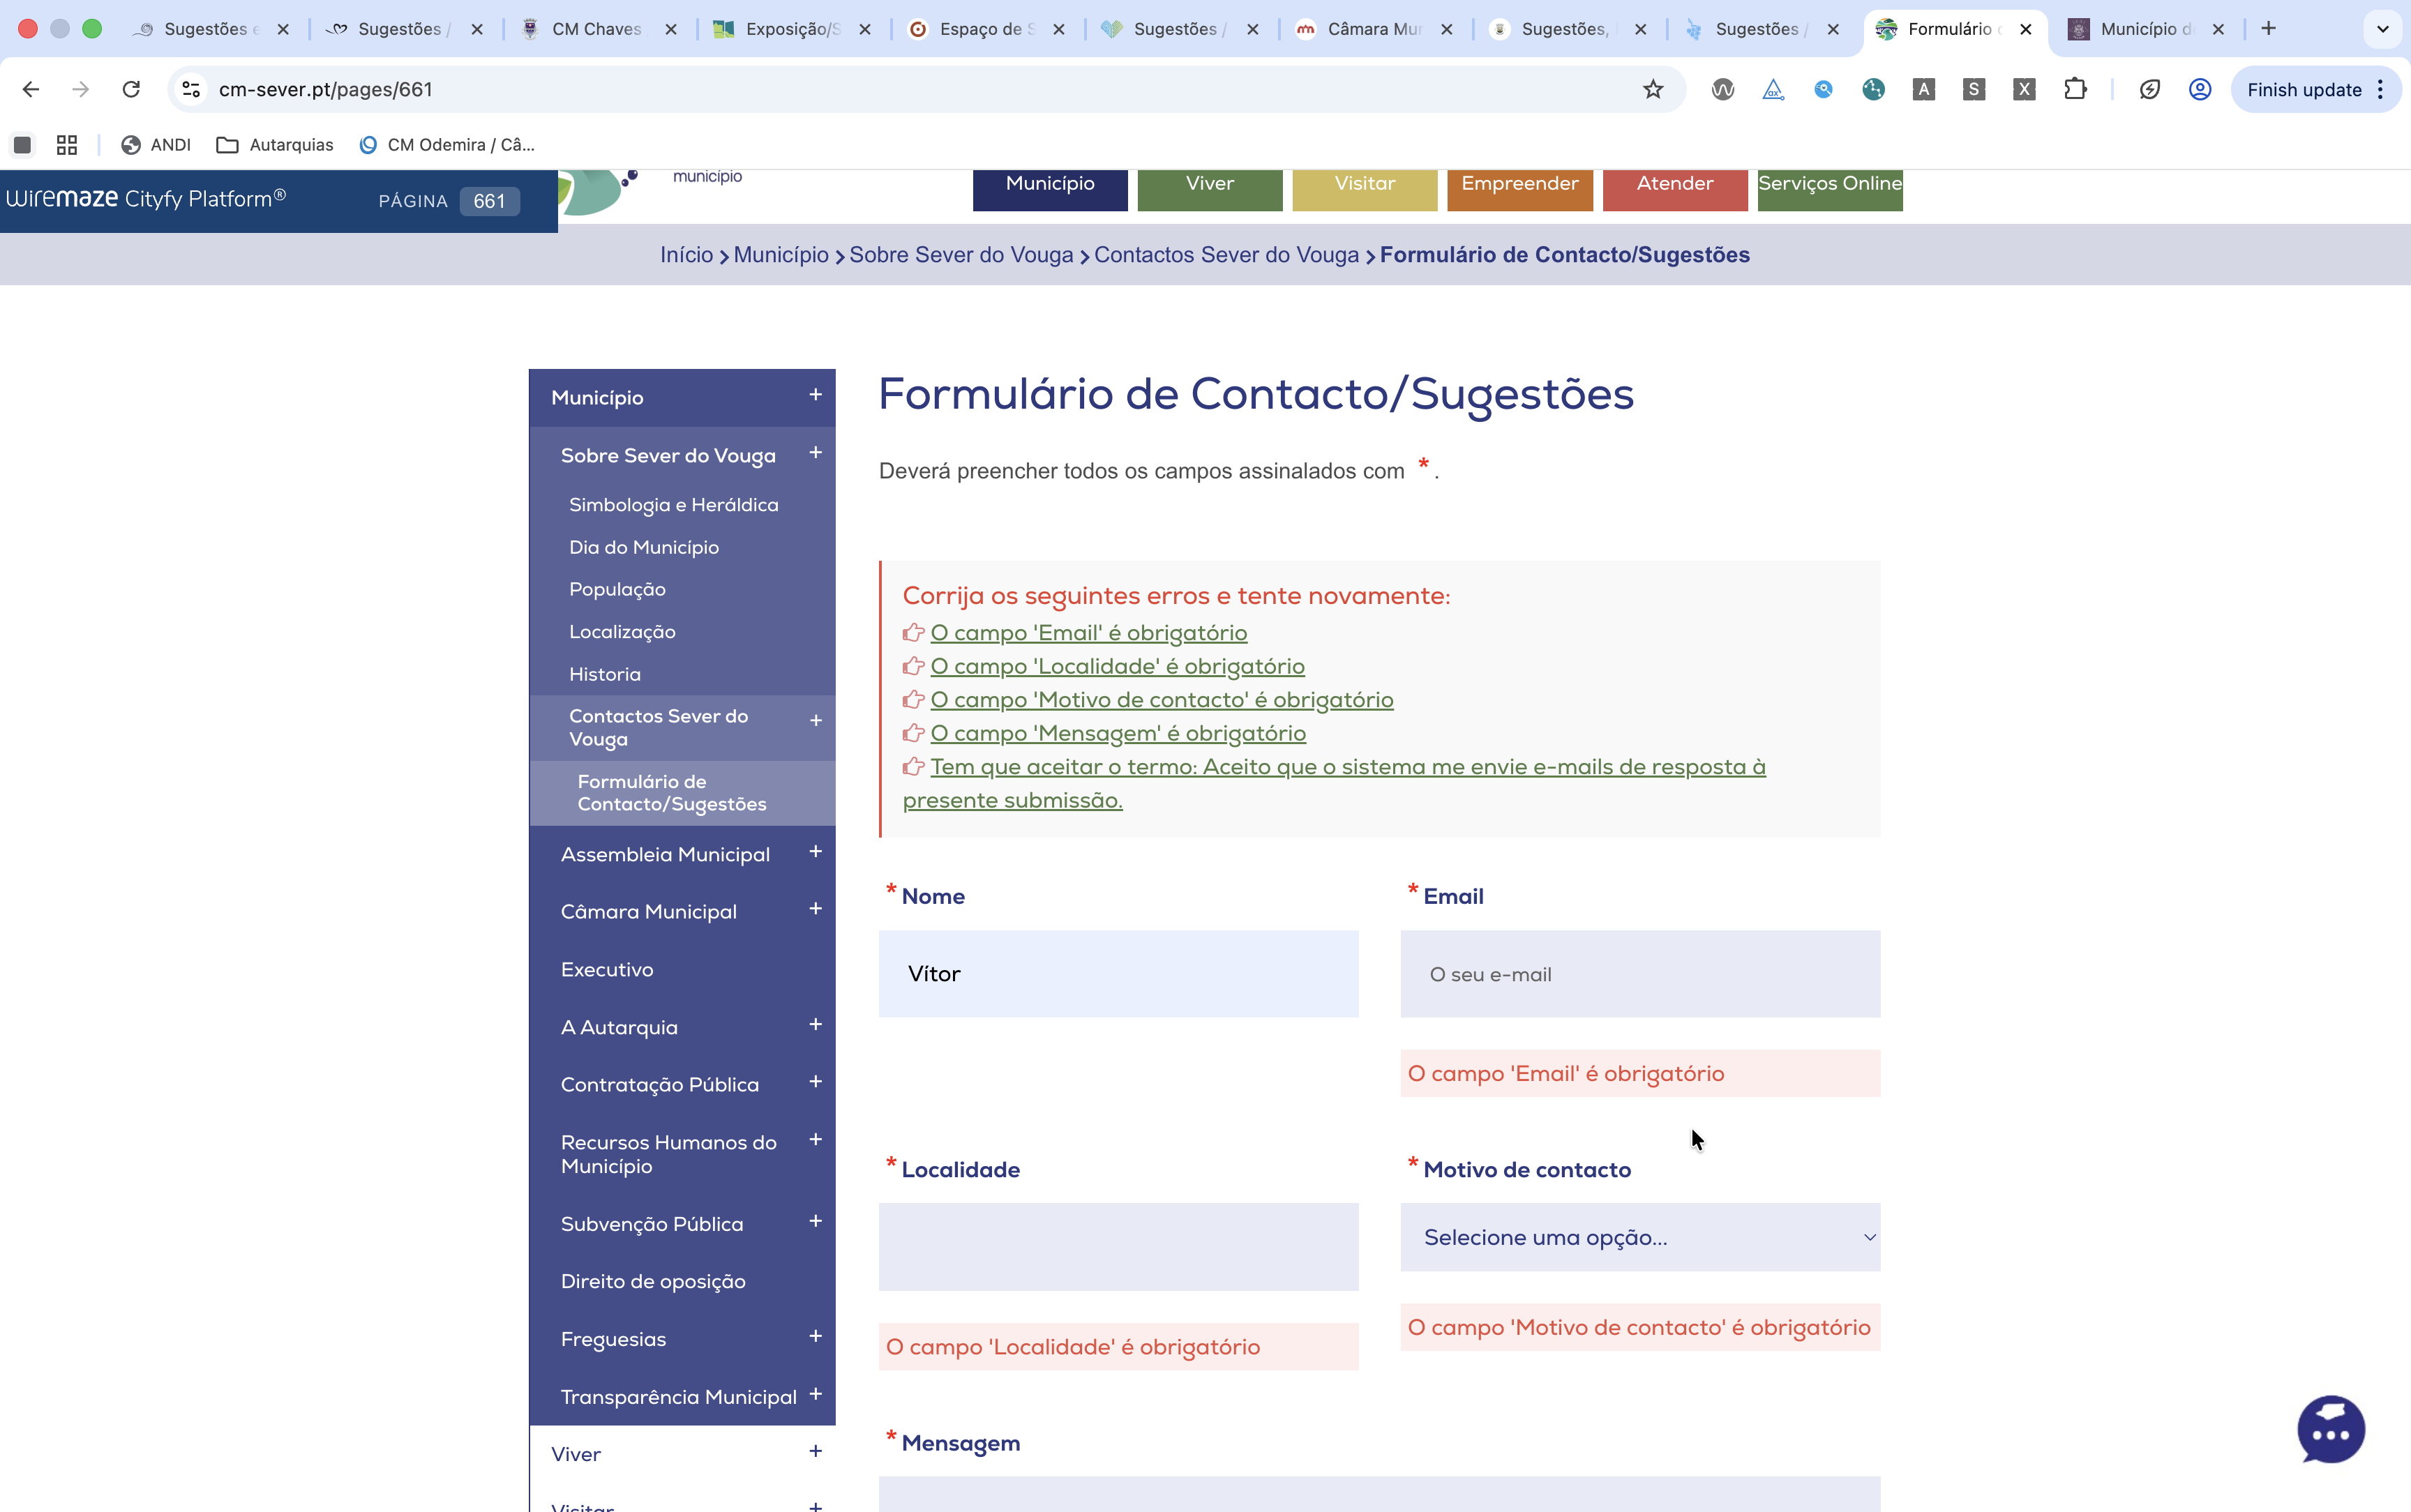 Sugestões e
Sugestões /
CM Chaves
Exposição/S
Espaço de S
Sugestões /
Câmara Mun
Sugestões,
Sugestões /
Formulário d
Município de
cm-sever.pt/pages/661
Finish update
ANDI
Autarquias
CM Odemira / Câ...
wiremaze Cityfy Platform®
PÁGINA 661
município
Município
Viver
Visitar
Empreender
Atender
Serviços Online
Início > Município > Sobre Sever do Vouga > Contactos Sever do Vouga > Formulário de Contacto/Sugestões
Município +
Sobre Sever do Vouga +
Simbologia e Heráldica
Dia do Município
População
Localização
Historia
Contactos Sever do +
Vouga
Formulário de
Contacto/Sugestões
Assembleia Municipal +
Câmara Municipal +
Executivo
A Autarquia +
Contratação Pública +
Recursos Humanos do +
Município
Subvenção Pública +
Direito de oposição
Freguesias +
Transparência Municipal +
Viver +
Visitar +
Formulário de Contacto/Sugestões
Deverá preencher todos os campos assinalados com * .
Corrija os seguintes erros e tente novamente:
O campo 'Email' é obrigatório
O campo 'Localidade' é obrigatório
O campo 'Motivo de contacto' é obrigatório
O campo 'Mensagem' é obrigatório
Tem que aceitar o termo: Aceito que o sistema me envie e-mails de resposta à
presente submissão.
* Nome
Vítor
* Email
O seu e-mail
O campo 'Email' é obrigatório
* Localidade
O campo 'Localidade' é obrigatório
* Motivo de contacto
Selecione uma opção...
O campo 'Motivo de contacto' é obrigatório
* Mensagem